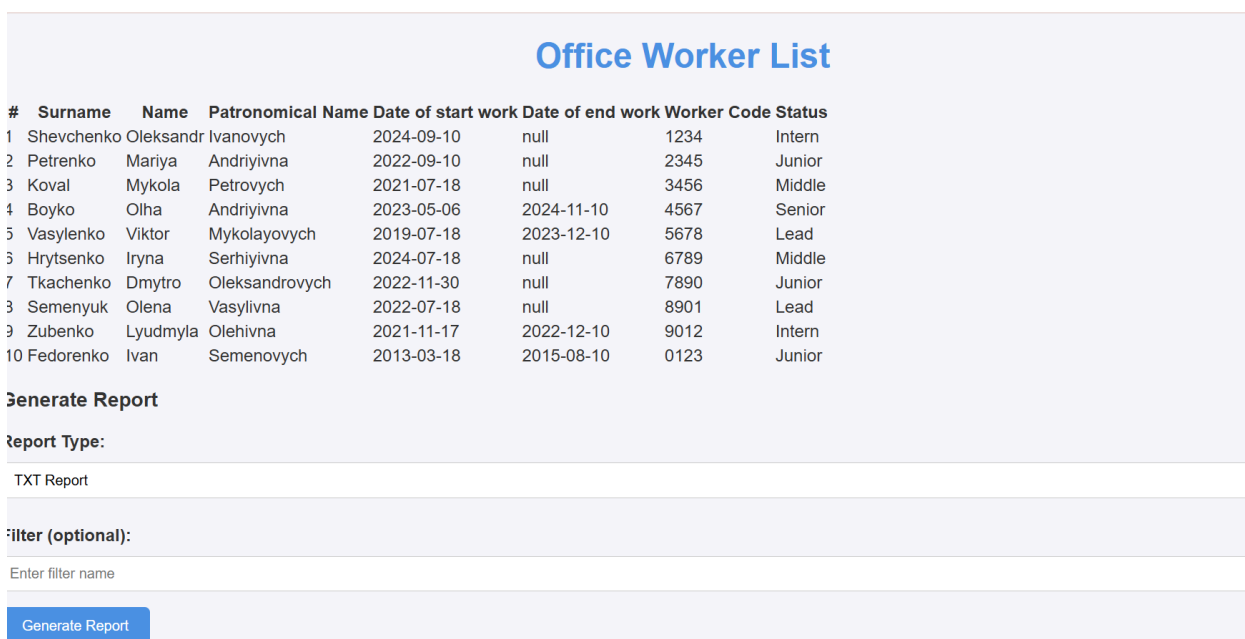 Office Worker List
# Surname Name Patronomical Name Date of start work Date of end work Worker Code Status
1 Shevchenko Oleksandr Ivanovych 2024-09-10 null 1234 Intern
2 Petrenko Mariya Andriyivna 2022-09-10 null 2345 Junior
3 Koval Mykola Petrovych 2021-07-18 null 3456 Middle
4 Boyko Olha Andriyivna 2023-05-06 2024-11-10 4567 Senior
5 Vasylenko Viktor Mykolayovych 2019-07-18 2023-12-10 5678 Lead
6 Hrytsenko Iryna Serhiyivna 2024-07-18 null 6789 Middle
7 Tkachenko Dmytro Oleksandrovych 2022-11-30 null 7890 Junior
8 Semenyuk Olena Vasylivna 2022-07-18 null 8901 Lead
9 Zubenko Lyudmyla Olehivna 2021-11-17 2022-12-10 9012 Intern
10 Fedorenko Ivan Semenovych 2013-03-18 2015-08-10 0123 Junior
Generate Report
Report Type:
TXT Report
Filter (optional):
Enter filter name
Generate Report